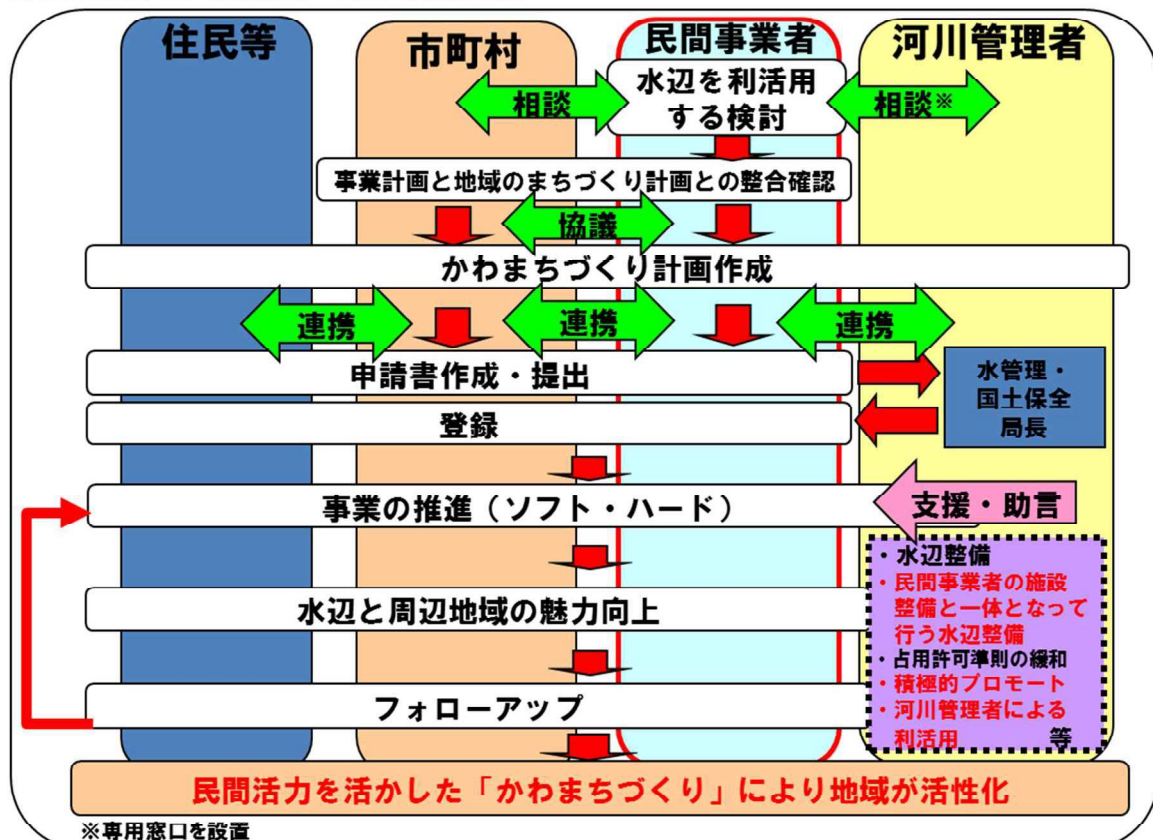 住民等
市町村
民間事業者
河川管理者
相談
水辺を利活用
する検討
相談※
事業計画と地域のまちづくり計画との整合確認
協議
かわまちづくり計画作成
連携
連携
連携
申請書作成・提出
水管理・
国土保全
局長
登録
事業の推進（ソフト・ハード）
支援・助言
・水辺整備
・民間事業者の施設
整備と一体となって
行う水辺整備
・占用許可準則の緩和
・積極的プロモート
・河川管理者による
利活用 等
水辺と周辺地域の魅力向上
フォローアップ
民間活力を活かした「かわまちづくり」により地域が活性化
※専用窓口を設置